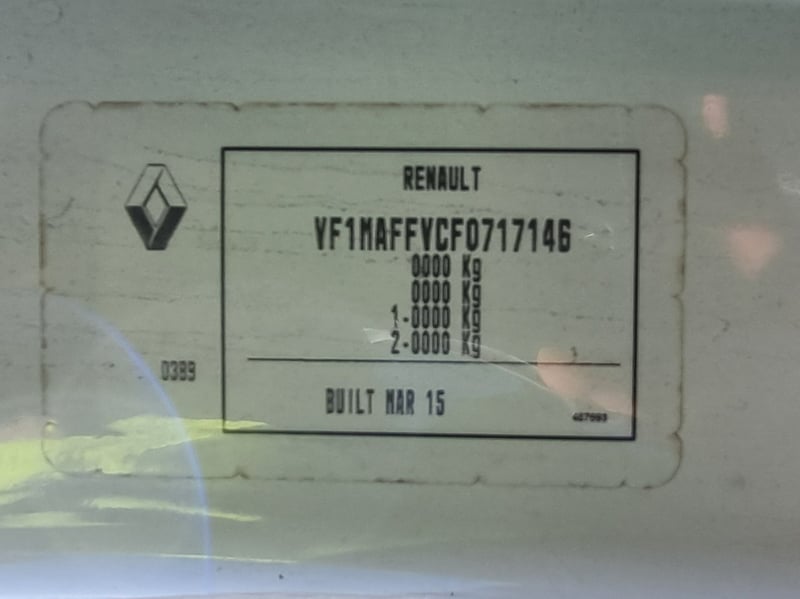 RENAULT
VF1MAFFVCF0717146
0000 Kg
0000 Kg
1-0000 Kg
2-0000 Kg
0389
BUILT MAR 15